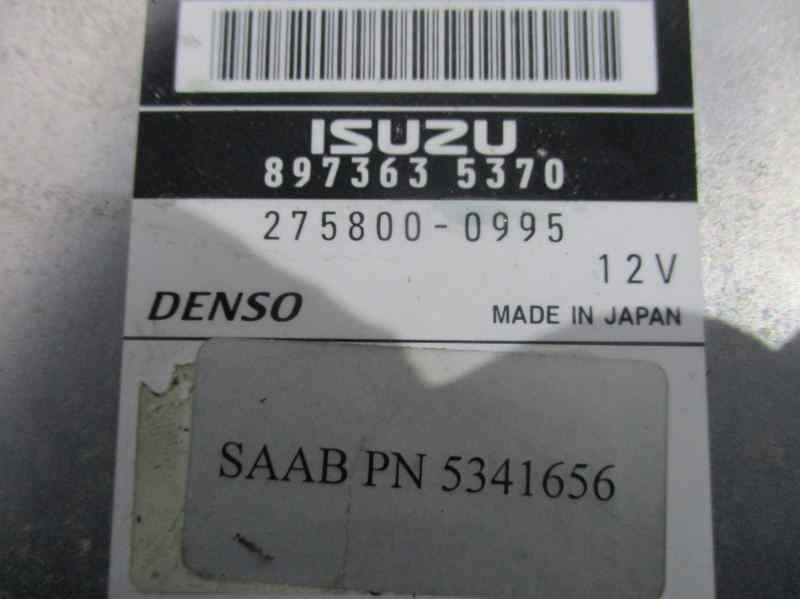 ISUZU
897363 5370
275800-0995
12V
DENSO MADE IN JAPAN
SAAB PN 5341656